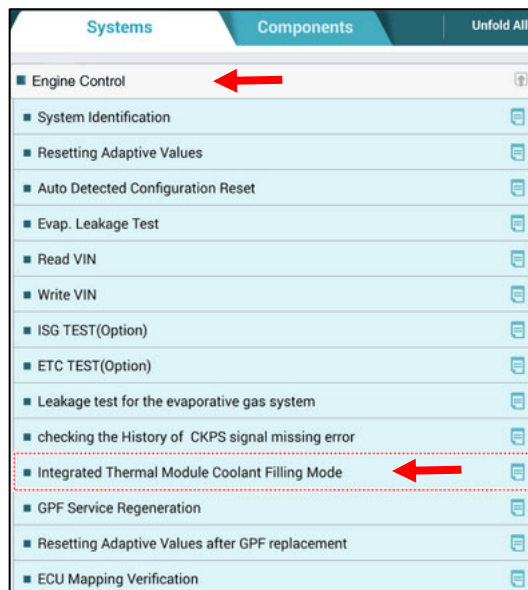 Systems
Components
Unfold All
Engine Control
System Identification
Resetting Adaptive Values
Auto Detected Configuration Reset
Evap. Leakage Test
Read VIN
Write VIN
ISG TEST(Option)
ETC TEST(Option)
Leakage test for the evaporative gas system
checking the History of CKPS signal missing error
Integrated Thermal Module Coolant Filling Mode
GPF Service Regeneration
Resetting Adaptive Values after GPF replacement
ECU Mapping Verification